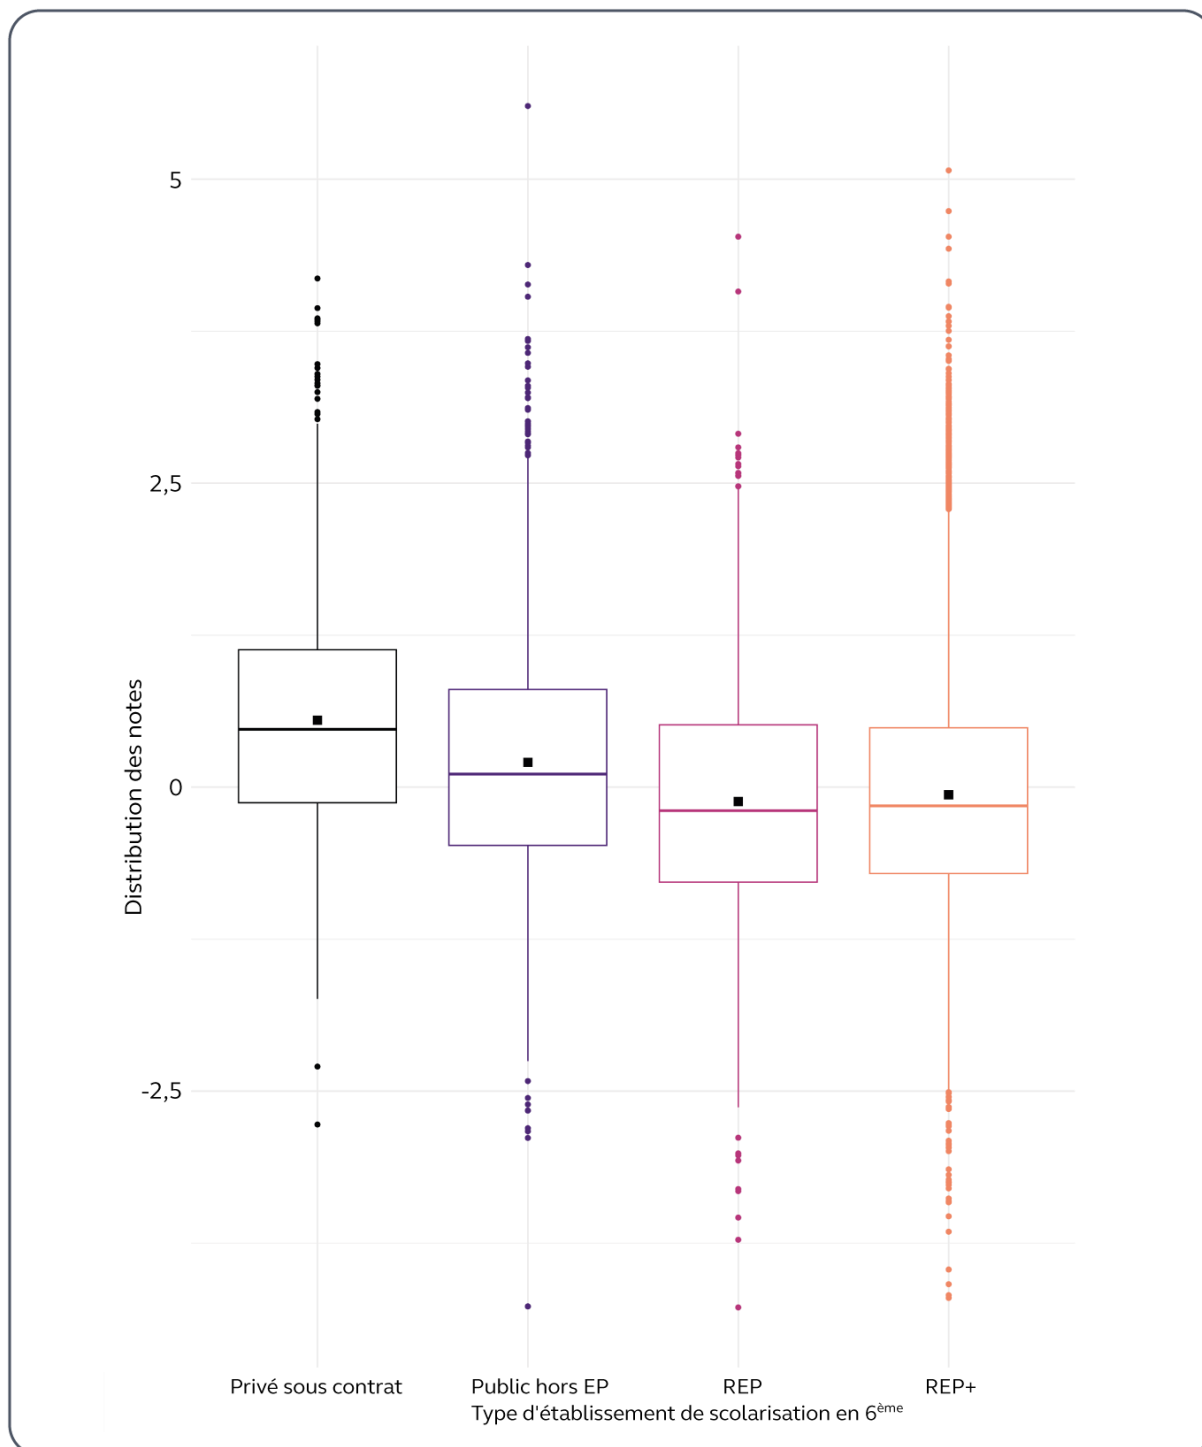 5
2,5
0
-2,5
Distribution des notes
Privé sous contrat
Public hors EP
REP
REP+
Type d'établissement de scolarisation en 6ème